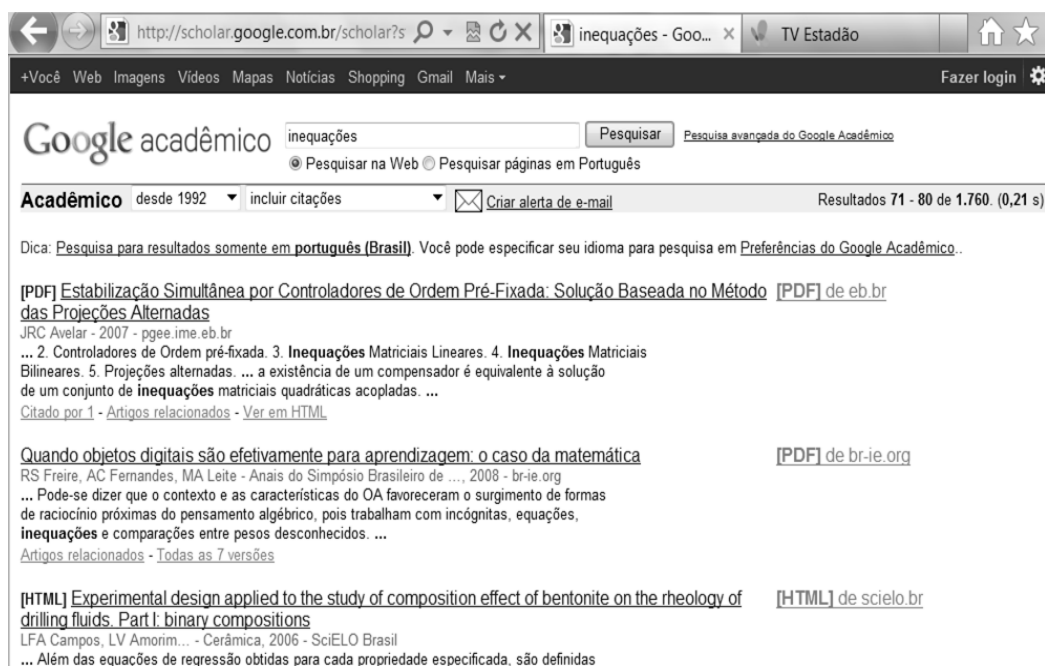 http://scholar.google.com.br/scholar?s
inequações - Goo...
TV Estadão
+Você Web Imagens Vídeos Mapas Notícias Shopping Gmail Mais
Fazer login
Google acadêmico
inequações
Pesquisar
Pesquisa avançada do Google Acadêmico
Pesquisar na Web Pesquisar páginas em Português
Acadêmico desde 1992 incluir citações Criar alerta de e-mail Resultados 71 - 80 de 1.760. (0,21 s)
Dica: Pesquisa para resultados somente em português (Brasil). Você pode especificar seu idioma para pesquisa em Preferências do Google Acadêmico..
[PDF] Estabilização Simultânea por Controladores de Ordem Pré-Fixada: Solução Baseada no Método [PDF] de eb.br
das Projeções Alternadas
JRC Avelar - 2007 - pgee.ime.eb.br
... 2. Controladores de Ordem pré-fixada. 3. Inequações Matriciais Lineares. 4. Inequações Matriciais
Bilineares. 5. Projeções alternadas. ... a existência de um compensador é equivalente à solução
de um conjunto de inequações matriciais quadráticas acopladas. ...
Citado por 1 - Artigos relacionados - Ver em HTML
Quando objetos digitais são efetivamente para aprendizagem: o caso da matemática [PDF] de br-ie.org
RS Freire, AC Fernandes, MA Leite - Anais do Simpósio Brasileiro de ..., 2008 - br-ie.org
... Pode-se dizer que o contexto e as características do OA favoreceram o surgimento de formas
de raciocínio próximas do pensamento algébrico, pois trabalham com incógnitas, equações,
inequações e comparações entre pesos desconhecidos. ...
Artigos relacionados - Todas as 7 versões
[HTML] Experimental design applied to the study of composition effect of bentonite on the rheology of [HTML] de scielo.br
drilling fluids. Part I: binary compositions
LFA Campos, LV Amorim... - Cerâmica, 2006 - SciELO Brasil
... Além das equações de regressão obtidas para cada propriedade especificada, são definidas